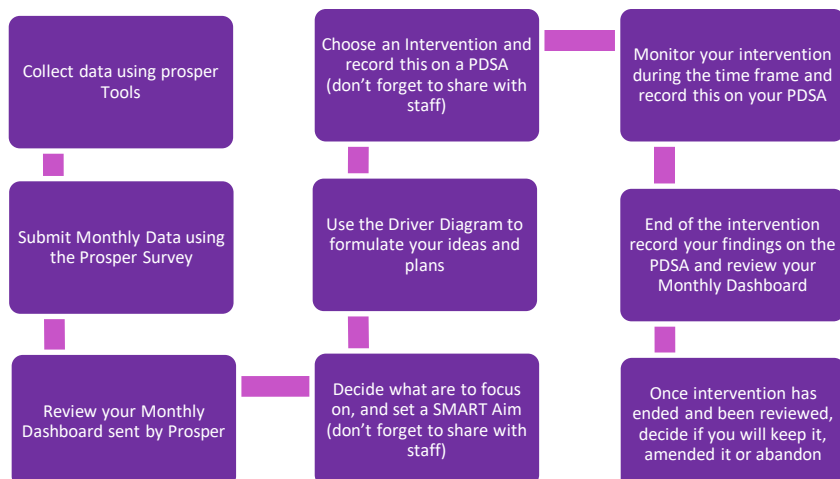 Collect data using prosper
Tools
Submit Monthly Data using
the Prosper Survey
Review your Monthly
Dashboard sent by Prosper
Decide what are to focus
on, and set a SMART Aim
(don't forget to share with
staff)
Use the Driver Diagram to
formulate your ideas and
plans
Choose an Intervention and
record this on a PDSA
(don't forget to share with
staff)
Monitor your intervention
during the time frame and
record this on your PDSA
End of the intervention
record your findings on the
PDSA and review your
Monthly Dashboard
Once intervention has
ended and been reviewed,
decide if you will keep it,
amended it or abandon